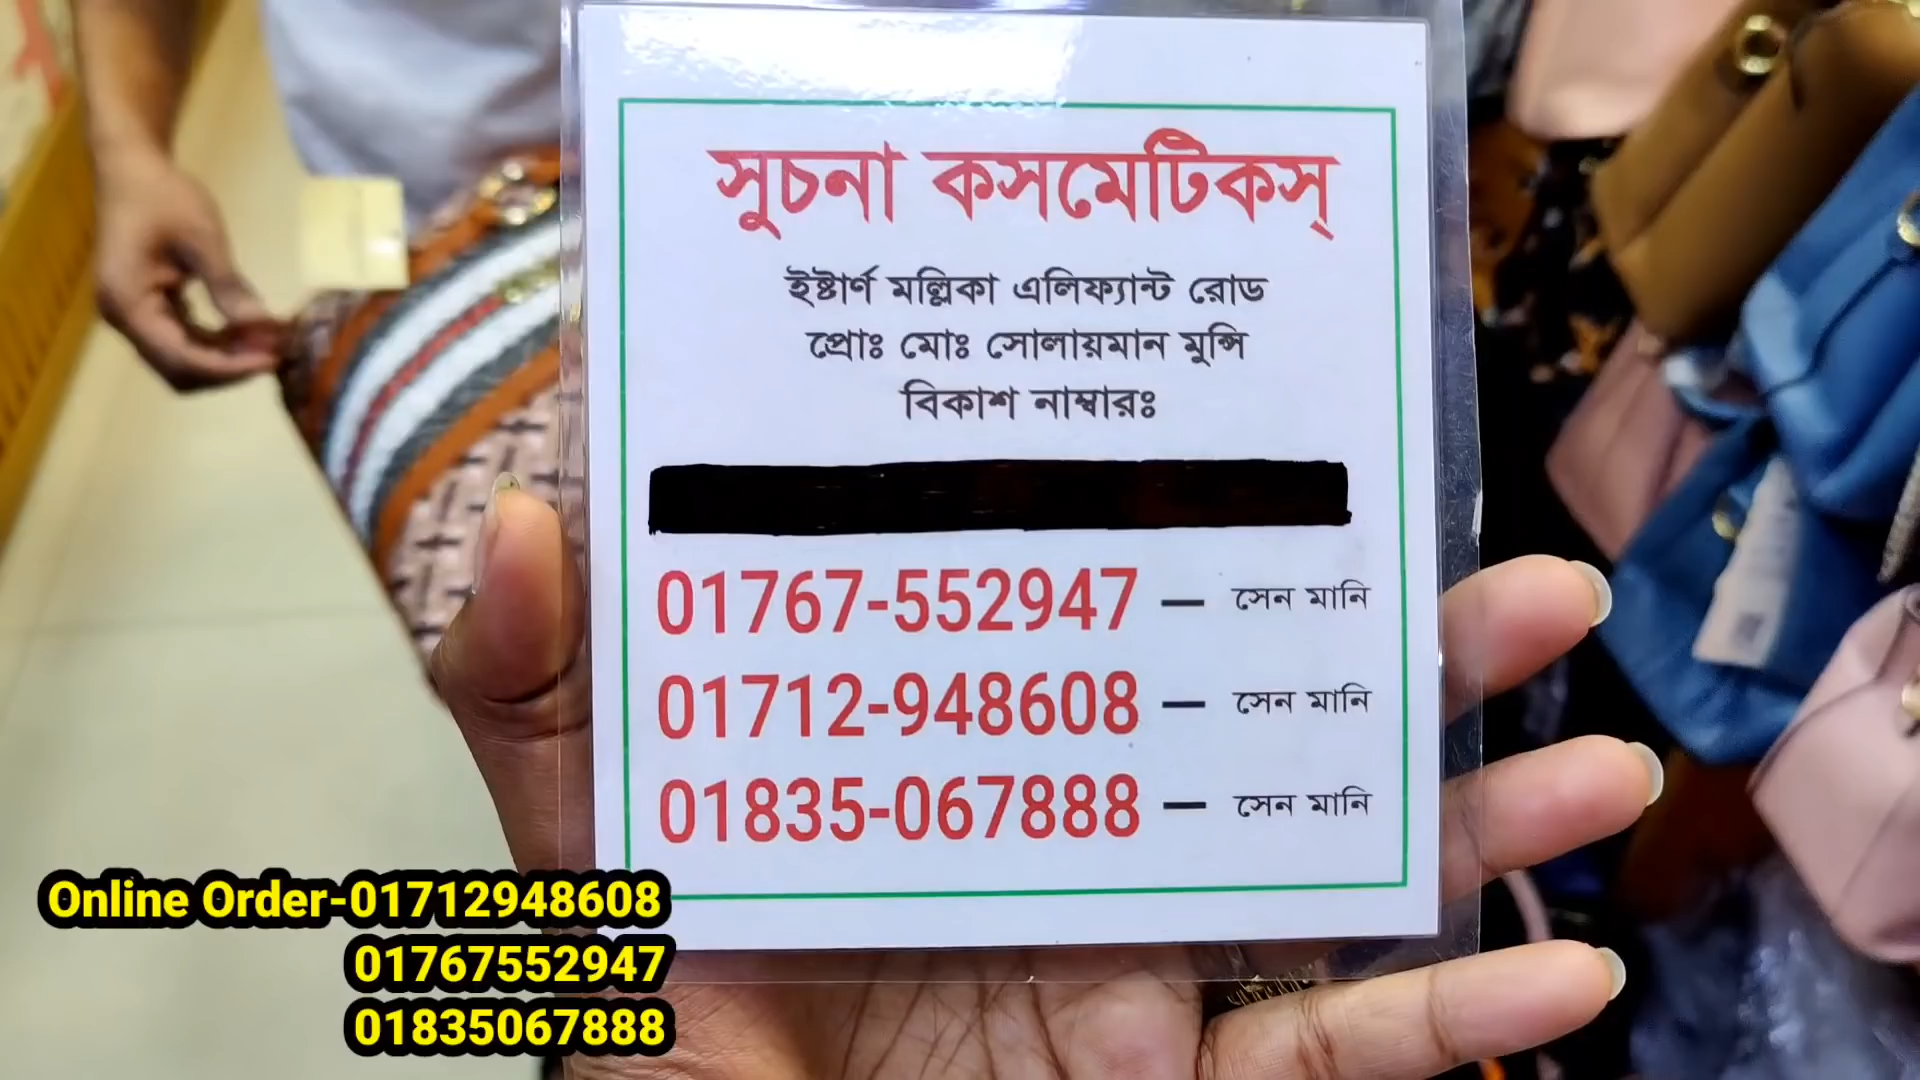 সুচনা কসমেটিকস্
ইষ্টার্ণ মল্লিকা এলিফ্যান্ট রোড
প্রোঃ মোঃ সোলায়মান মুন্সি
বিকাশ নাম্বারঃ
01767-552947 — সেন মানি
01712-948608 — সেন মানি
01835-067888 — সেন মানি
Online Order-01712948608
01767552947
01835067888